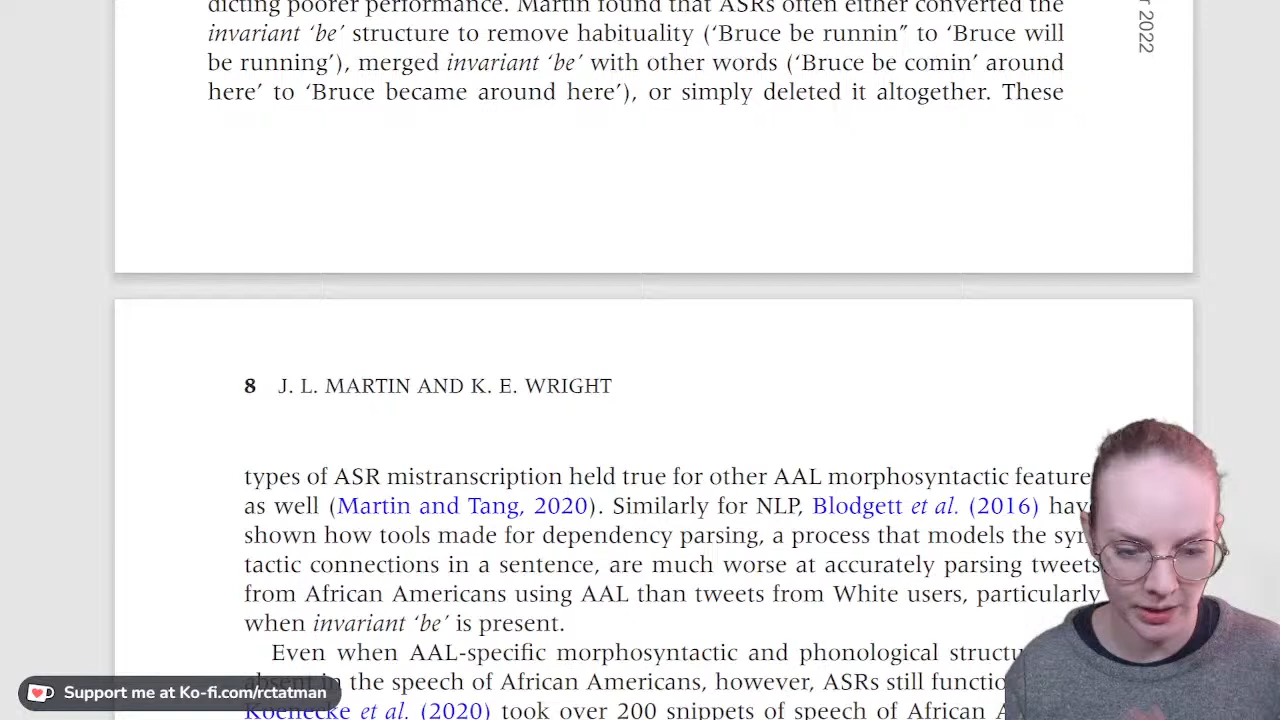 dicting poorer performance. Martin found that ASRs often either converted the
invariant ‘be’ structure to remove habituality (‘Bruce be runnin” to ‘Bruce will
be running’), merged invariant ‘be’ with other words (‘Bruce be comin’ around
here’ to ‘Bruce became around here’), or simply deleted it altogether. These
2022
8 J. L. MARTIN AND K. E. WRIGHT
types of ASR mistranscription held true for other AAL morphosyntactic feature
as well (Martin and Tang, 2020). Similarly for NLP, Blodgett et al. (2016) have
shown how tools made for dependency parsing, a process that models the syn
tactic connections in a sentence, are much worse at accurately parsing tweets
from African Americans using AAL than tweets from White users, particularly
when invariant ‘be’ is present.
Even when AAL-specific morphosyntactic and phonological structu
absent in the speech of African Americans, however, ASRs still functio
Koenecke et al. (2020) took over 200 snippets of speech of African A
Support me at Ko-fi.com/rctatman